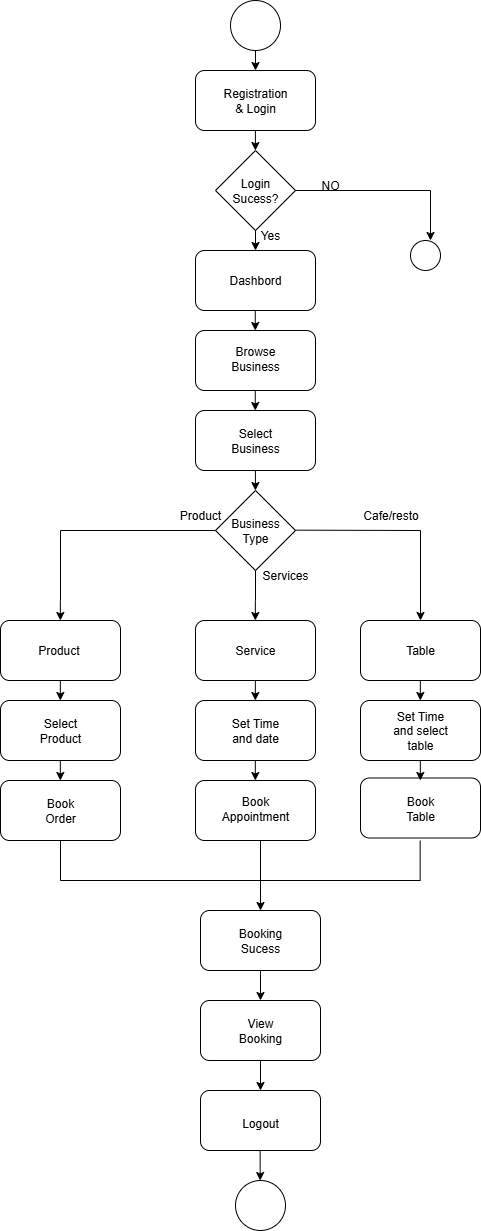 Registration
& Login
Login
Sucess?
NO
Yes
Dashbord
Browse
Business
Select
Business
Product
Business
Type
Cafe/resto
Services
Product
Service
Table
Select
Product
Set Time
and date
Set Time
and select
table
Book
Order
Book
Appointment
Book
Table
Booking
Sucess
View
Booking
Logout